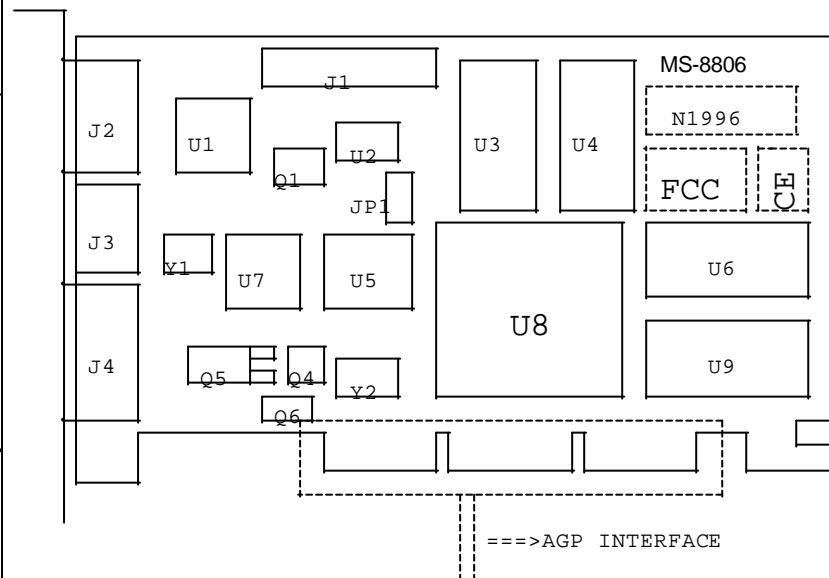 MS-8806
J1
N1996
J2
U1
U2
U3
U4
Q1
FCC
CE
JP1
J3
Y1
U7
U5
U6
U8
J4
Q5
Q4
Y2
U9
Q6
===>AGP INTERFACE